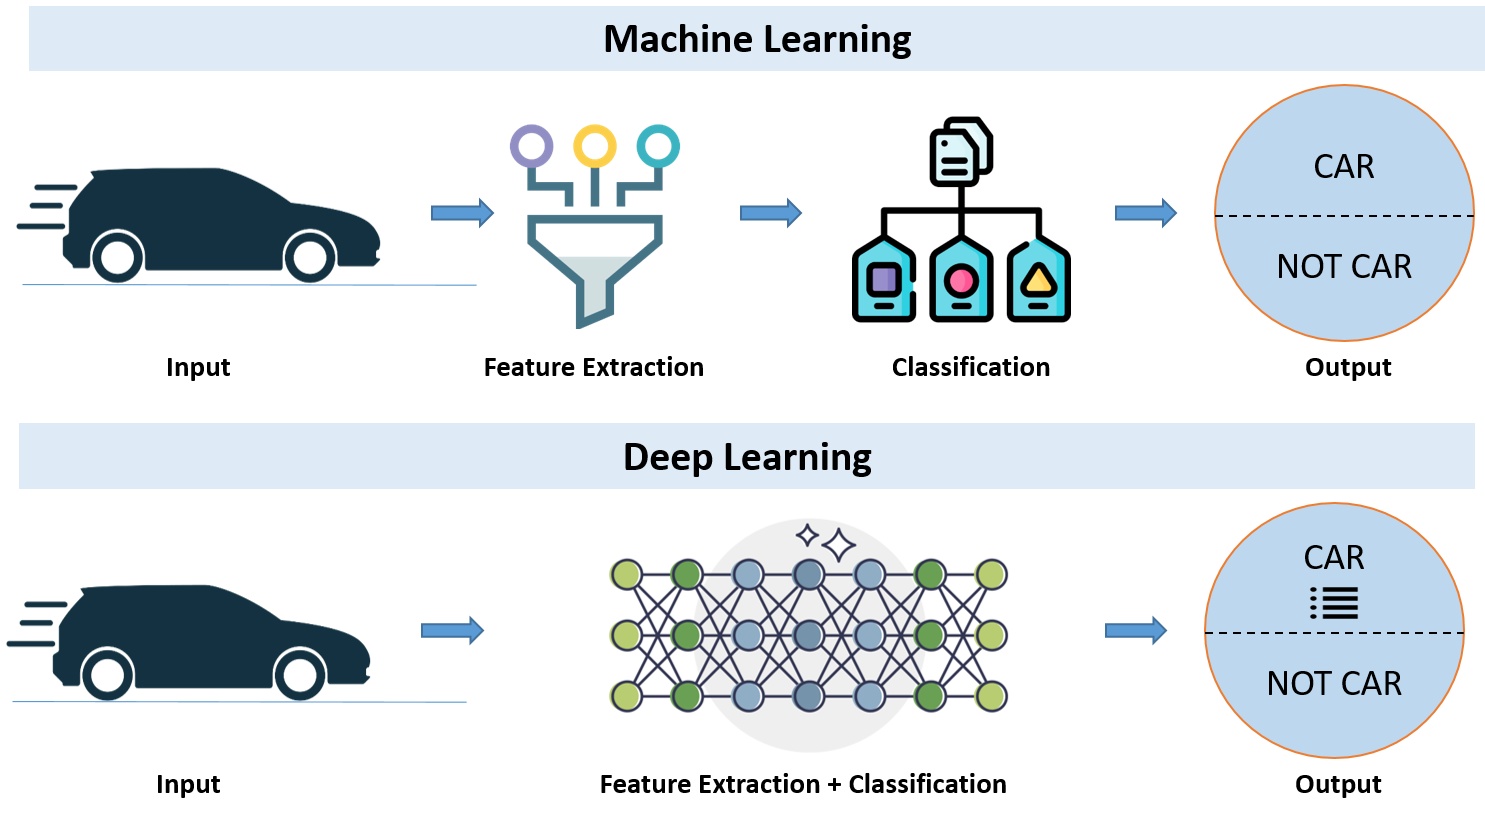 Machine Learning
CAR
NOT CAR
Input
Feature Extraction
Classification
Output
Deep Learning
CAR
NOT CAR
Input
Feature Extraction + Classification
Output